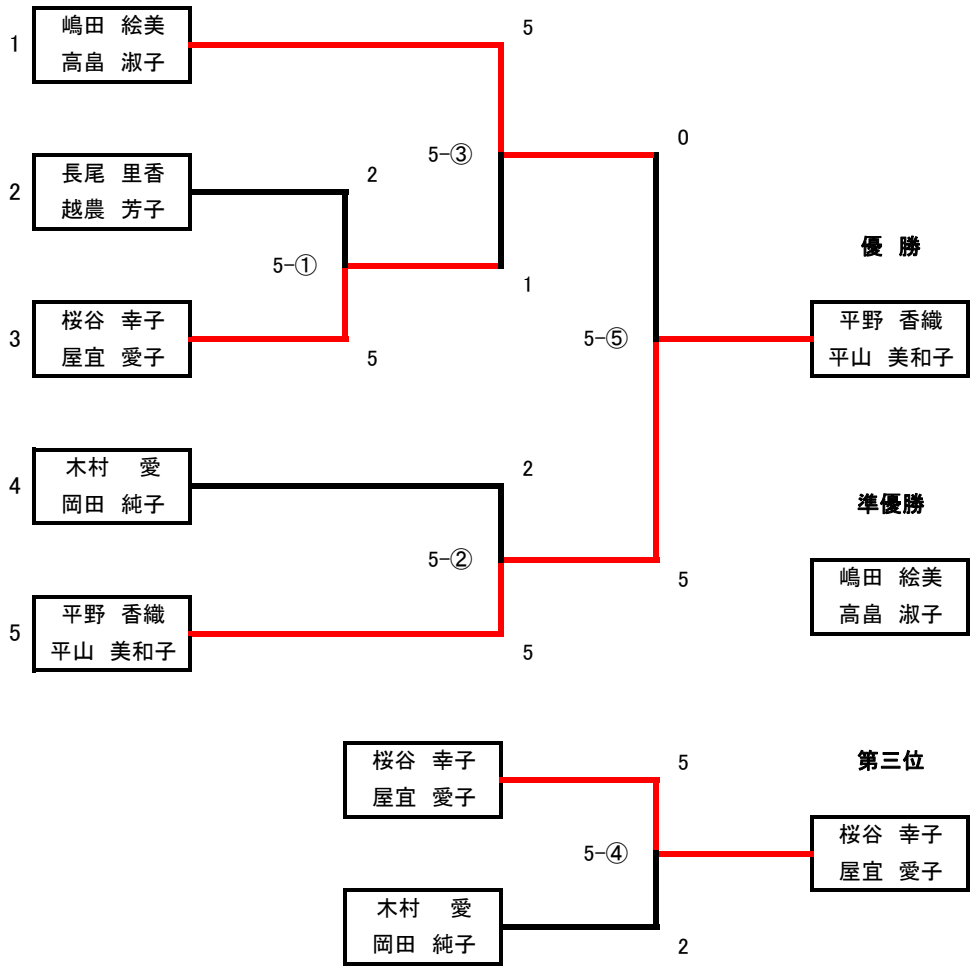 1
嶋田 絵美
高畠 淑子
5
5-③
0
2
長尾 里香
越農 芳子
2
5-①
1
優 勝
3
桜谷 幸子
屋宜 愛子
5
5-⑤
平野 香織
平山 美和子
4
木村 愛
岡田 純子
2
準優勝
5-②
5
嶋田 絵美
高畠 淑子
5
平野 香織
平山 美和子
5
桜谷 幸子
屋宜 愛子
5
第三位
5-④
桜谷 幸子
屋宜 愛子
木村 愛
岡田 純子
2